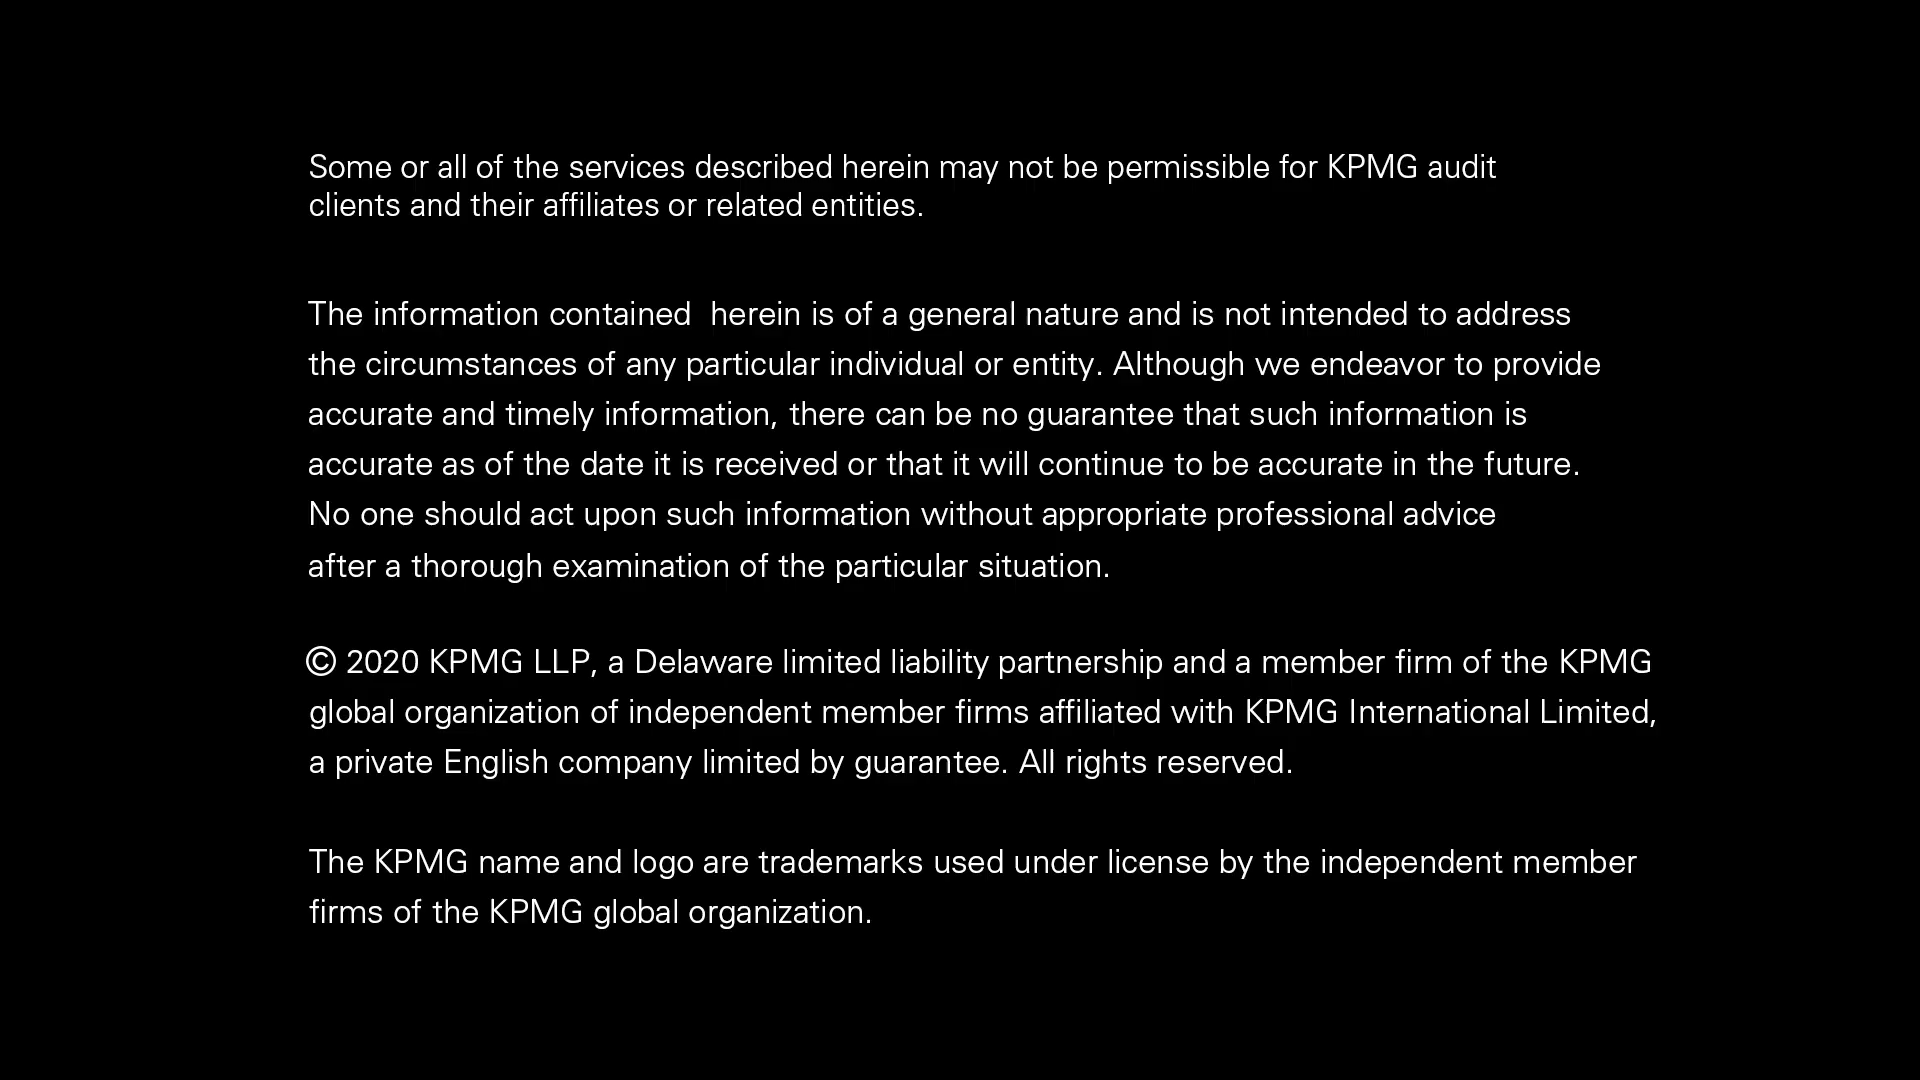 Some or all of the services described herein may not be permissible for KPMG audit
clients and their affiliates or related entities.
The information contained  herein is of a general nature and is not intended to address
the circumstances of any particular individual or entity. Although we endeavor to provide
accurate and timely information, there can be no guarantee that such information is
accurate as of the date it is received or that it will continue to be accurate in the future.
No one should act upon such information without appropriate professional advice
after a thorough examination of the particular situation.
© 2020 KPMG LLP, a Delaware limited liability partnership and a member firm of the KPMG
global organization of independent member firms affiliated with KPMG International Limited,
a private English company limited by guarantee. All rights reserved.
The KPMG name and logo are trademarks used under license by the independent member
firms of the KPMG global organization.